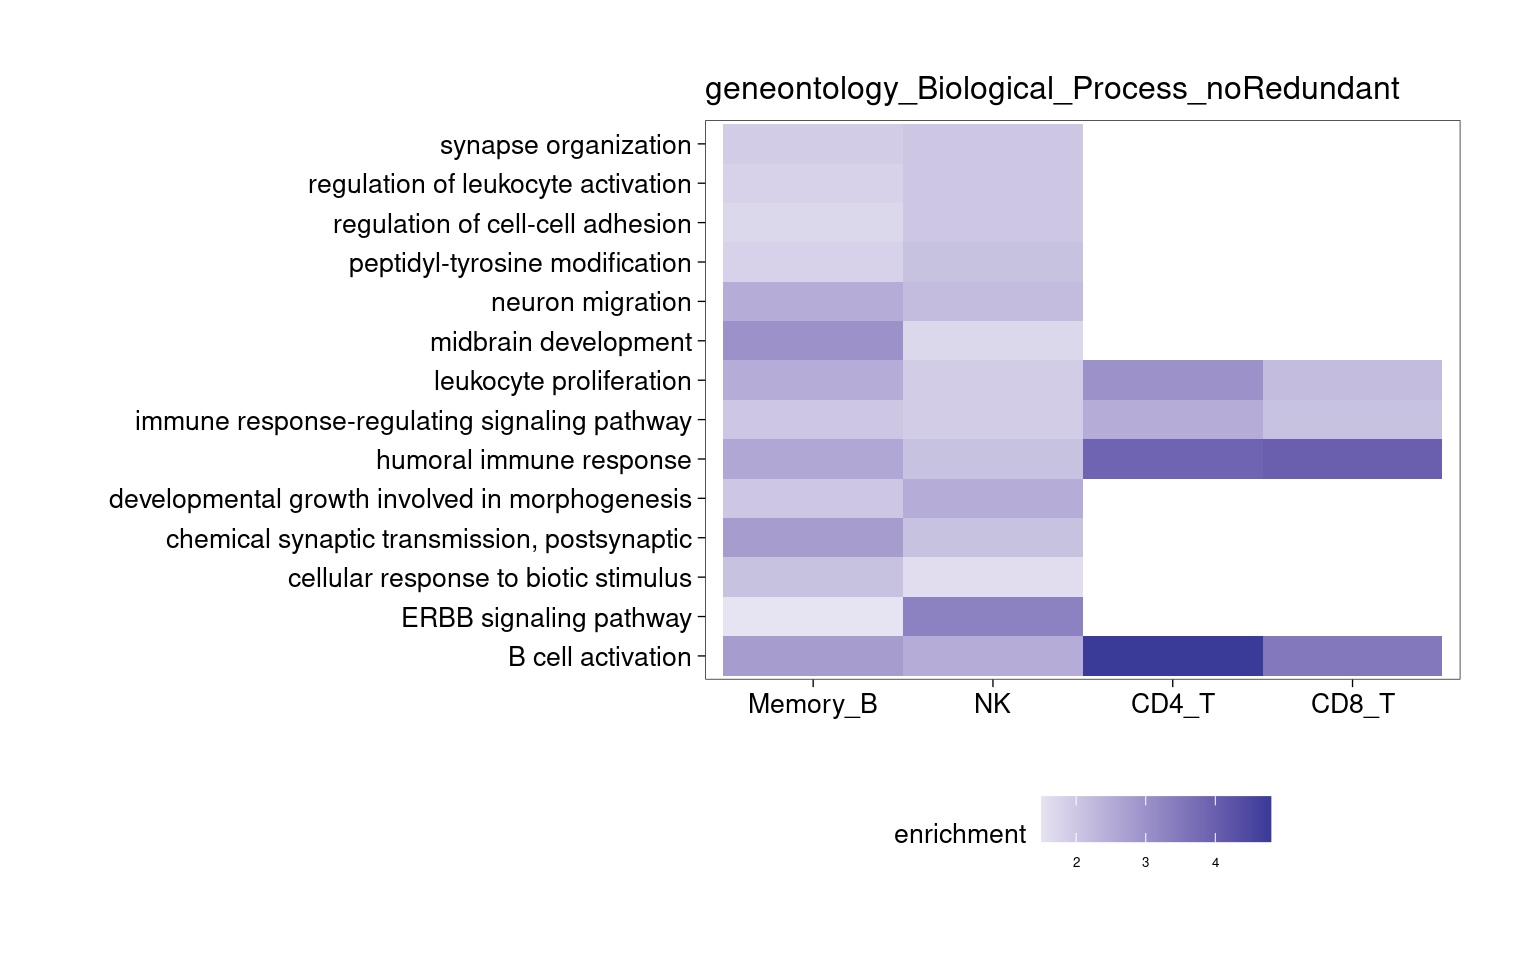 geneontology_Biological_Process_noRedundant
synapse organization
regulation of leukocyte activation
regulation of cell-cell adhesion
peptidyl-tyrosine modification
neuron migration
midbrain development
leukocyte proliferation
immune response-regulating signaling pathway
humoral immune response
developmental growth involved in morphogenesis
chemical synaptic transmission, postsynaptic
cellular response to biotic stimulus
ERBB signaling pathway
B cell activation
Memory_B NK CD4_T CD8_T
enrichment
2 3 4